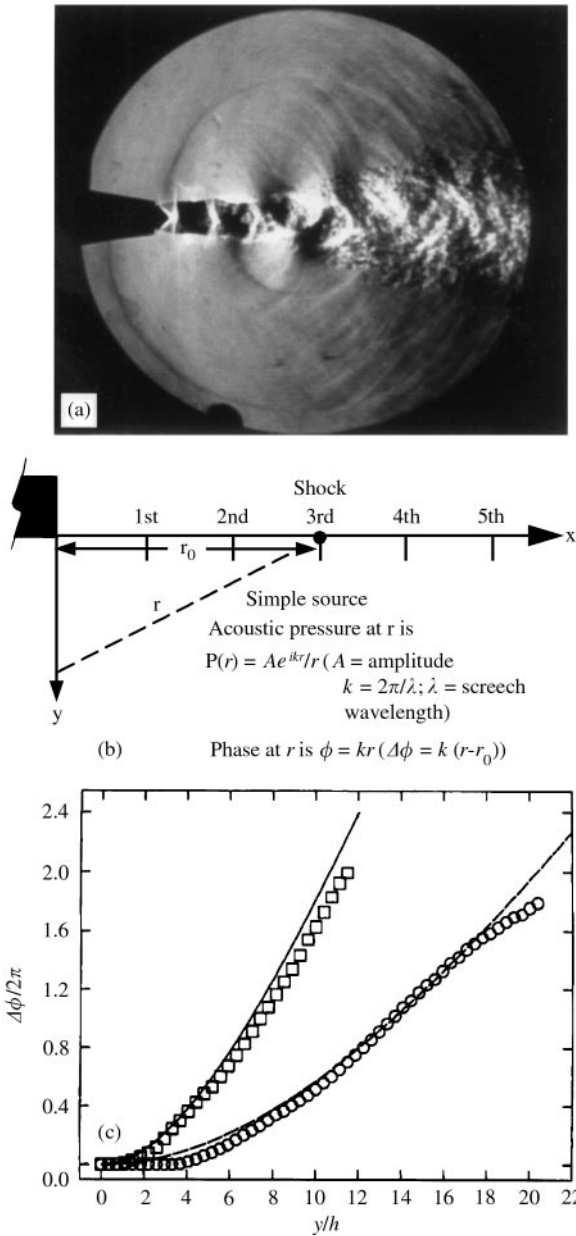 (a)
Shock
1st 2nd 3rd 4th 5th
x
r0
r
Simple source
Acoustic pressure at r is
P(r) = Ae^ikr/r (A = amplitude
k = 2π/λ; λ = screech
wavelength)
y
(b) Phase at r is ϕ = kr (Δϕ = k (r-r0))
2.4
2.0
1.6
1.2
0.8
0.4
0.0
Δϕ/2π
(c)
0 2 4 6 8 10 12 14 16 18 20 22
y/h